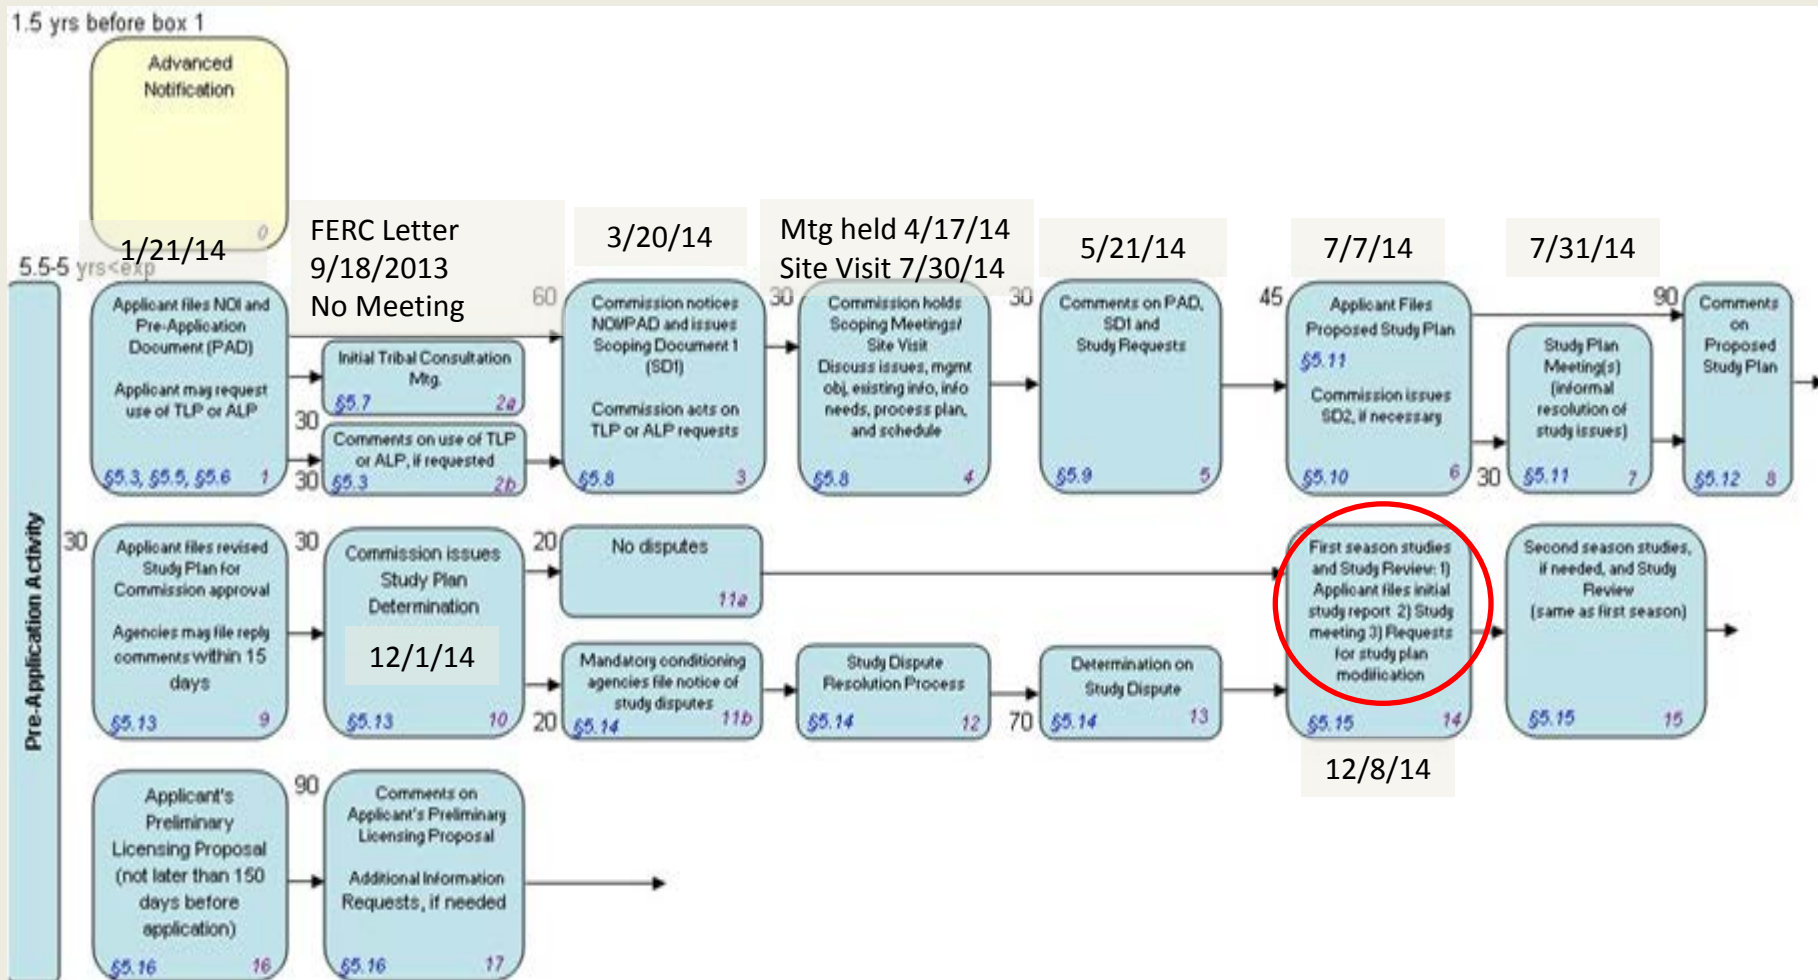 1.5 yrs before box 1
Advanced
Notification
0
1/21/14
5.5-5 yrs<exp
FERC Letter
9/18/2013
No Meeting
3/20/14
Mtg held 4/17/14
Site Visit 7/30/14
5/21/14
7/7/14
7/31/14
Pre-Application Activity
Applicant files NOI and
Pre-Application
Document (PAD)
Applicant may request
use of TLP or ALP
§5.3, §5.5, §5.6 1
Initial Tribal Consultation
Mtg.
§5.7 2a
30
Comments on use of TLP
or ALP, if requested
30
§5.3 2b
60
Commission notices
NOI/PAD and issues
Scoping Document 1
(SD1)
Commission acts on
TLP or ALP requests
§5.8 3
30
Commission holds
Scoping Meetings/
Site Visit
Discuss issues, mgmt
obj, existing info, info
needs, process plan,
and schedule
§5.8 4
30
Comments on PAD,
SD1 and
Study Requests
§5.9 5
45
Applicant Files
Proposed Study Plan
§5.11
Commission issues
SD2, if necessary
§5.10 6
30
Study Plan
Meeting(s)
(informal
resolution of
study issues)
§5.11 7
90
Comments
on
Proposed
Study Plan
§5.12 8
30
Applicant files revised
Study Plan for
Commission approval
Agencies may file reply
comments within 15
days
§5.13 9
30
Commission issues
Study Plan
Determination
12/1/14
§5.13 10
20
No disputes
11a
20
Mandatory conditioning
agencies file notice of
study disputes
§5.14 11b
Study Dispute
Resolution Process
§5.14 12
70
Determination on
Study Dispute
§5.14 13
First season studies
and Study Review: 1)
Applicant files initial
study report 2) Study
meeting 3) Requests
for study plan
modification
§5.15 14
12/8/14
Second season studies,
if needed, and Study
Review
(same as first season)
§5.15 15
Applicant's
Preliminary
Licensing Proposal
(not later than 150
days before
application)
§5.16 16
90
Comments on
Applicant's Preliminary
Licensing Proposal
Additional Information
Requests, if needed
§5.16 17